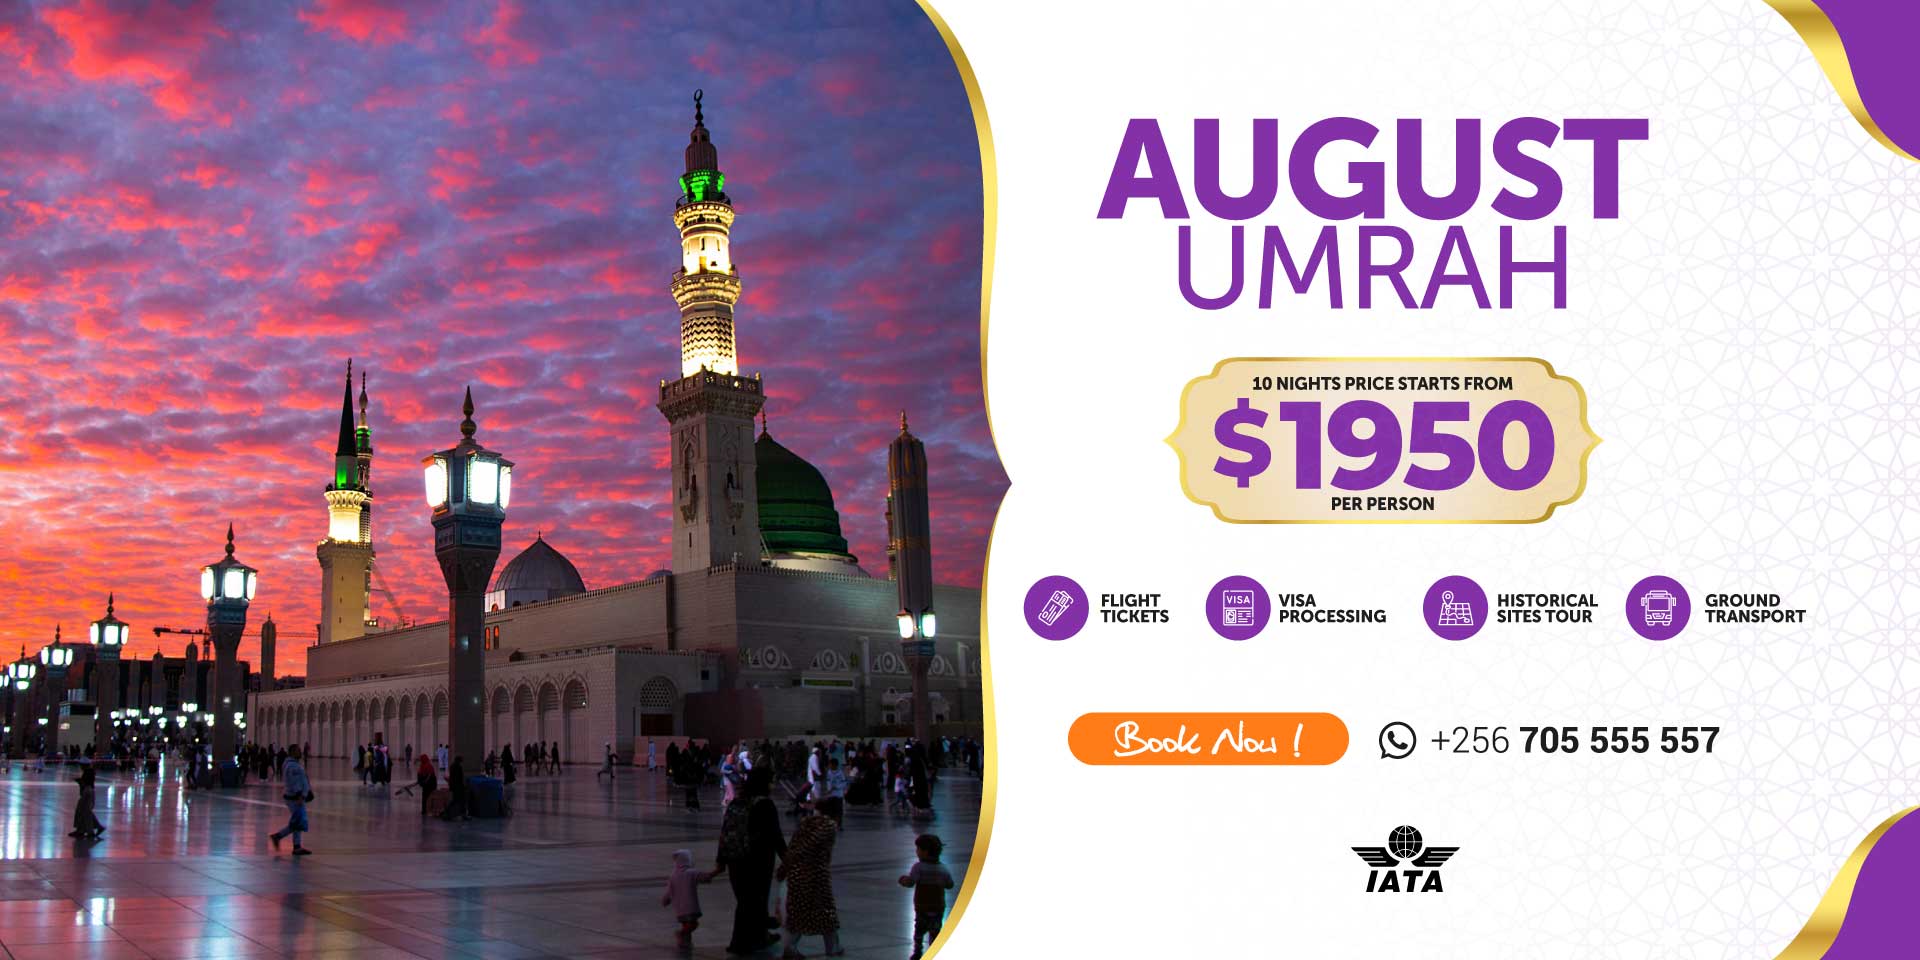 AUGUST
UMRAH
10 NIGHTS PRICE STARTS FROM
$1950
PER PERSON
FLIGHT
TICKETS
VISA
VISA
PROCESSING
HISTORICAL
SITES TOUR
GROUND
TRANSPORT
Book Now !
+256 705 555 557
IATA